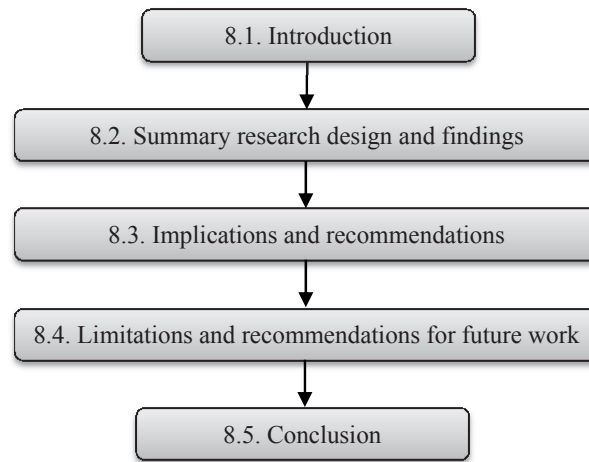 8.1. Introduction
8.2. Summary research design and findings
8.3. Implications and recommendations
8.4. Limitations and recommendations for future work
8.5. Conclusion